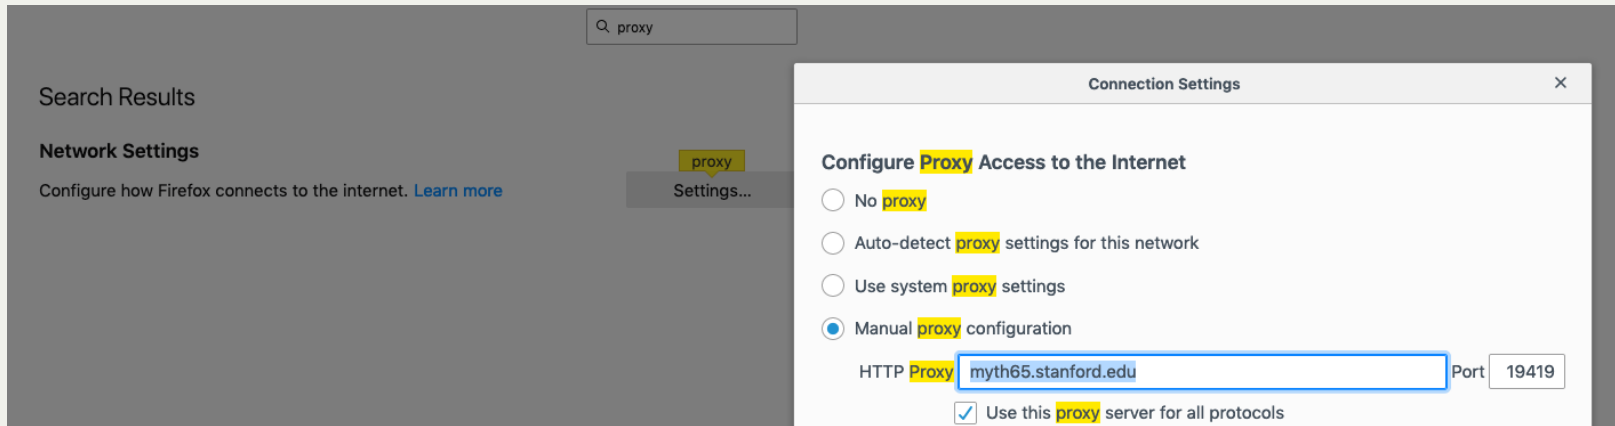 proxy
Search Results
Network Settings
Configure how Firefox connects to the internet. Learn more
proxy
Settings...
Connection Settings
Configure Proxy Access to the Internet
No proxy
Auto-detect proxy settings for this network
Use system proxy settings
Manual proxy configuration
HTTP Proxy myth65.stanford.edu Port 19419
Use this proxy server for all protocols